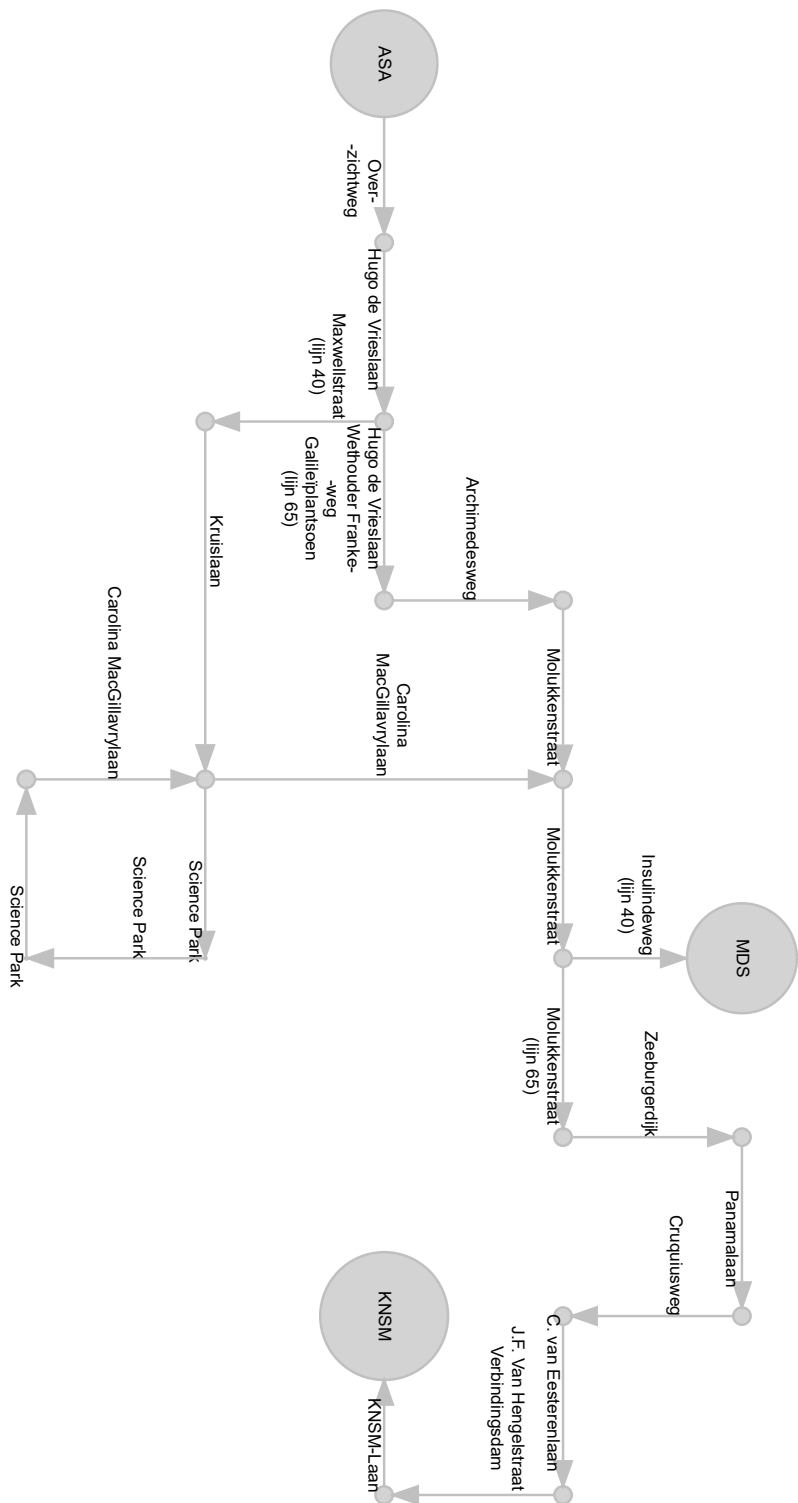 ASA
Over-
-zichtweg
Hugo de Vrieslaan
Maxwellstraat
(lijn 40)
Hugo de Vrieslaan
Wethouder Franke-
-weg
Galileïplantsoen
(lijn 65)
Archimedesweg
Kruislaan
Molukkenstraat
Carolina
MacGillavrylaan
Carolina MacGillavrylaan
Science Park
Science Park
Science Park
Molukkenstraat
Insulindeweg
(lijn 40)
MDS
Molukkenstraat
(lijn 65)
Zeeburgerdijk
Panamalaan
Cruquiusweg
C. van Eesterenlaan
J.F. Van Hengelstraat
Verbindingsdam
KNSM-Laan
KNSM